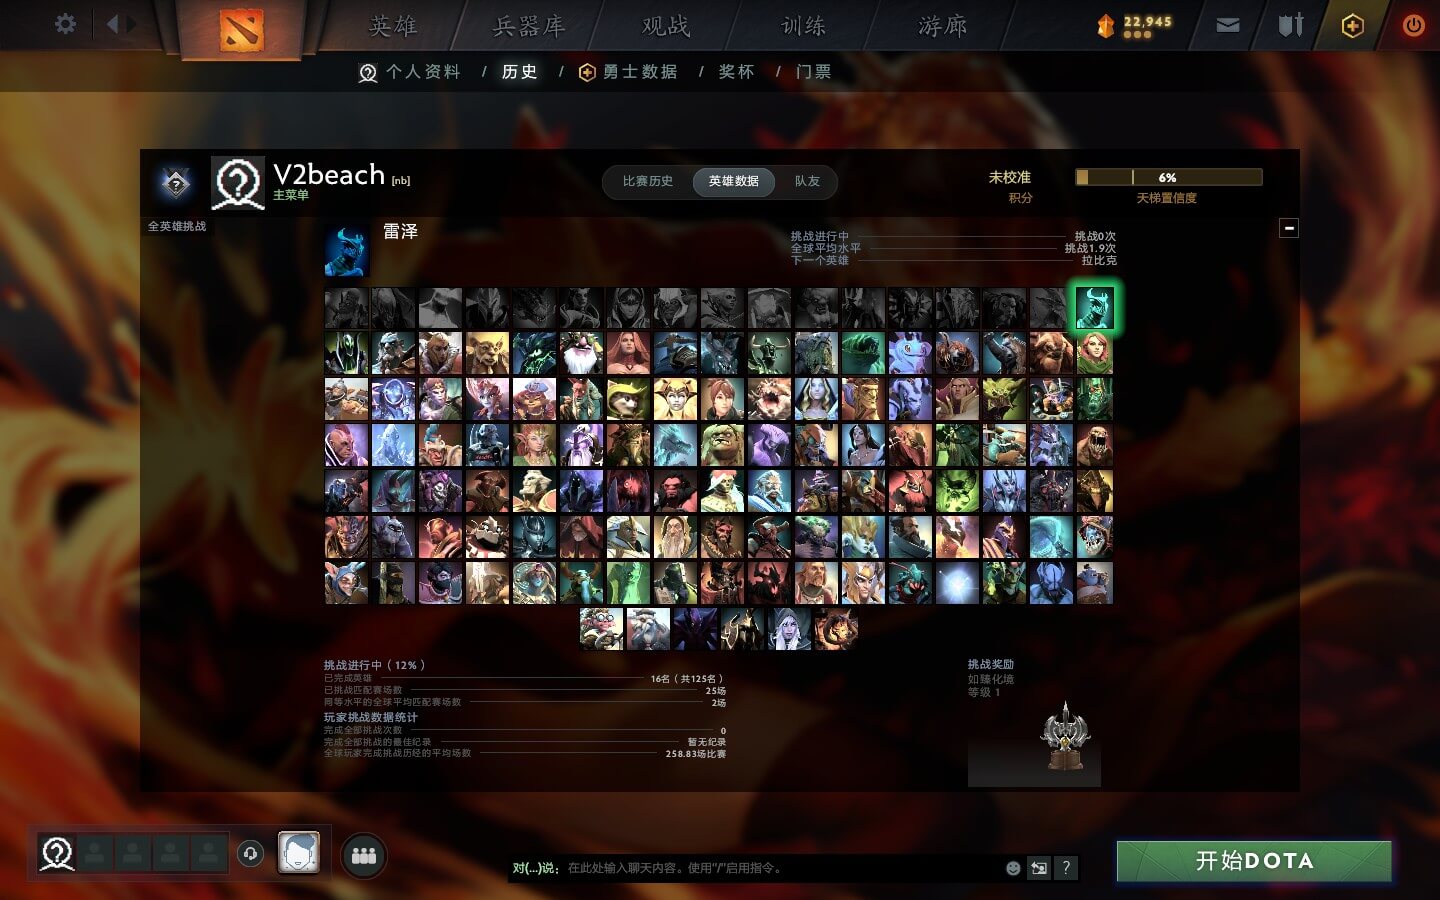 英雄 兵器库 观战 训练 游廊 22,945
个人资料 / 历史 / 勇士数据 / 奖杯 / 门票
V2beach [nb]
主菜单
比赛历史 英雄数据 队友
未校准
积分
6%
天梯置信度
全英雄挑战
雷泽
挑战进行中 挑战0次
全球平均水平 挑战1.9次
下一个英雄 拉比克
挑战进行中（12%）
已完成英雄 16名（共125名）
已挑战匹配赛场数 25场
同等水平的全球平均匹配赛场数 2场
玩家挑战数据统计
完成全部挑战次数 0
完成全部挑战的最佳纪录 暂无纪录
全球玩家完成挑战历经的平均场数 258.83场比赛
挑战奖励
如臻化境
等级 1
对(...)说： 在此处输入聊天内容。使用“/”启用指令。
?
开始DOTA